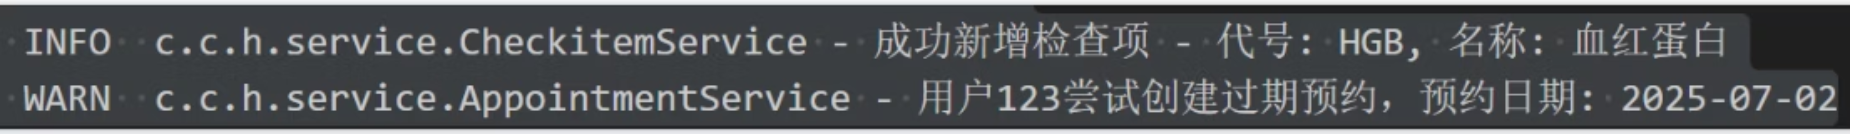 INFO  c.c.h.service.CheckitemService - 成功新增检查项 - 代号: HGB, 名称: 血红蛋白
WARN  c.c.h.service.AppointmentService - 用户123尝试创建过期预约，预约日期: 2025-07-02